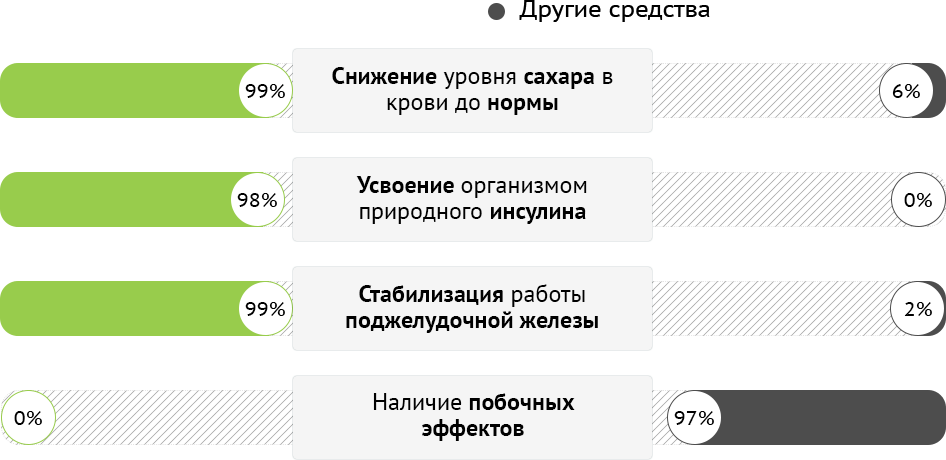 Другие средства
99%
Снижение уровня сахара в
крови до нормы
6%
98%
Усвоение организмом
природного инсулина
0%
99%
Стабилизация работы
поджелудочной железы
2%
0%
Наличие побочных
эффектов
97%